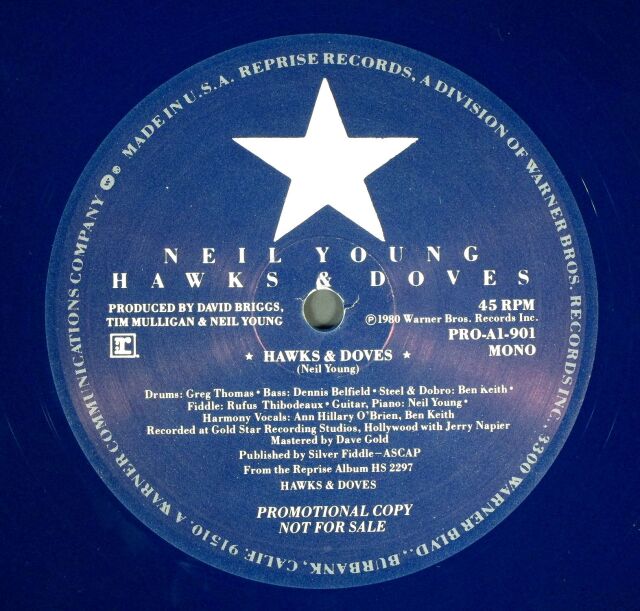 MADE IN U.S.A. REPRISE RECORDS, A DIVISION OF WARNER BROS. RECORDS INC., 3300 WARNER BLVD., BURBANK, CALIF. 91510. A WARNER COMMUNICATIONS COMPANY ®
NEIL YOUNG
HAWKS & DOVES
PRODUCED BY DAVID BRIGGS,
TIM MULLIGAN & NEIL YOUNG
r
45 RPM
℗1980 Warner Bros. Records Inc.
PRO-A1-901
MONO
★ HAWKS & DOVES ★
(Neil Young)
Drums: Greg Thomas • Bass: Dennis Belfield • Steel & Dobro: Ben Keith •
Fiddle: Rufus Thibodeaux • Guitar, Piano: Neil Young •
Harmony Vocals: Ann Hillary O'Brien, Ben Keith
Recorded at Gold Star Recording Studios, Hollywood with Jerry Napier
Mastered by Dave Gold
Published by Silver Fiddle—ASCAP
From the Reprise Album HS 2297
HAWKS & DOVES
PROMOTIONAL COPY
NOT FOR SALE